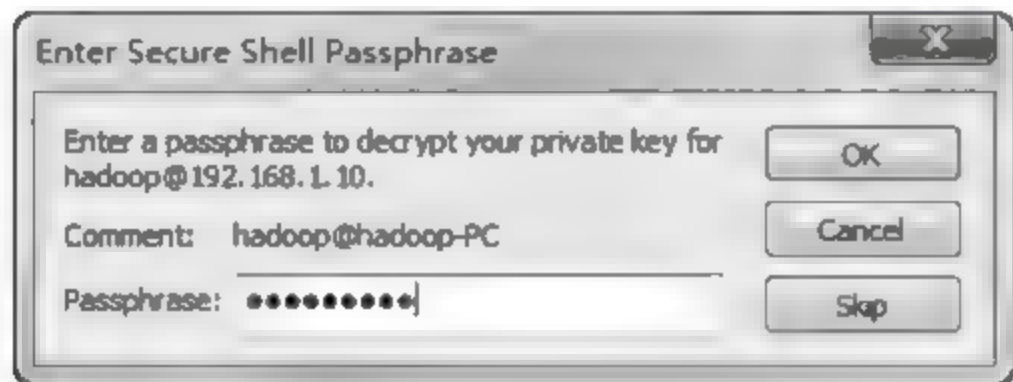 Enter Secure Shell Passphrase
Enter a passphrase to decrypt your private key for
hadoop@192.168.1.10.
OK
Comment: hadoop@hadoop-PC
Cancel
Passphrase: •••••••••
Skip